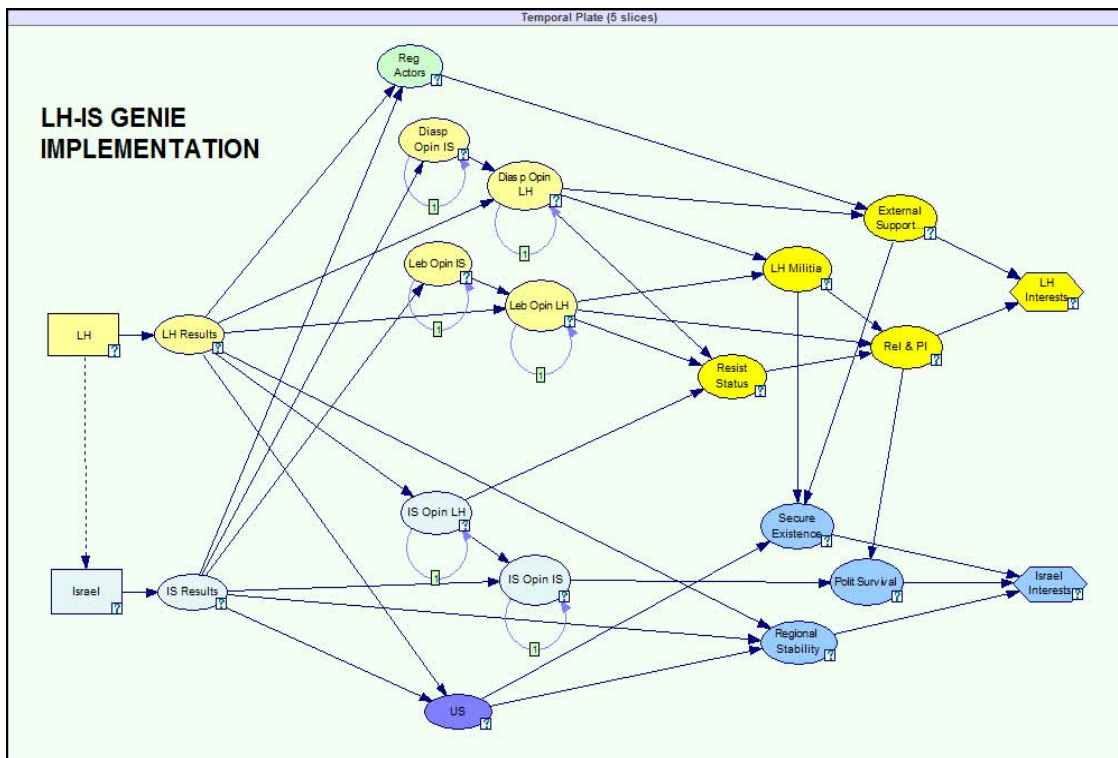 Temporal Plate (5 slices)
LH-IS GENIE
IMPLEMENTATION
Reg
Actors
?
Diasp
Opin IS
?
1
Diasp Opin
LH
?
1
External
Support...
?
Leb Opin IS
?
1
LH Militia
?
LH
Interests
?
Leb Opin LH
?
1
LH
?
LH Results
?
Rel & PI
?
Resist
Status
?
IS Opin LH
?
1
Secure
Existence
?
IS Opin IS
?
1
Israel
?
IS Results
?
Polit Survival
?
Israel
Interests
?
Regional
Stability
?
US
?